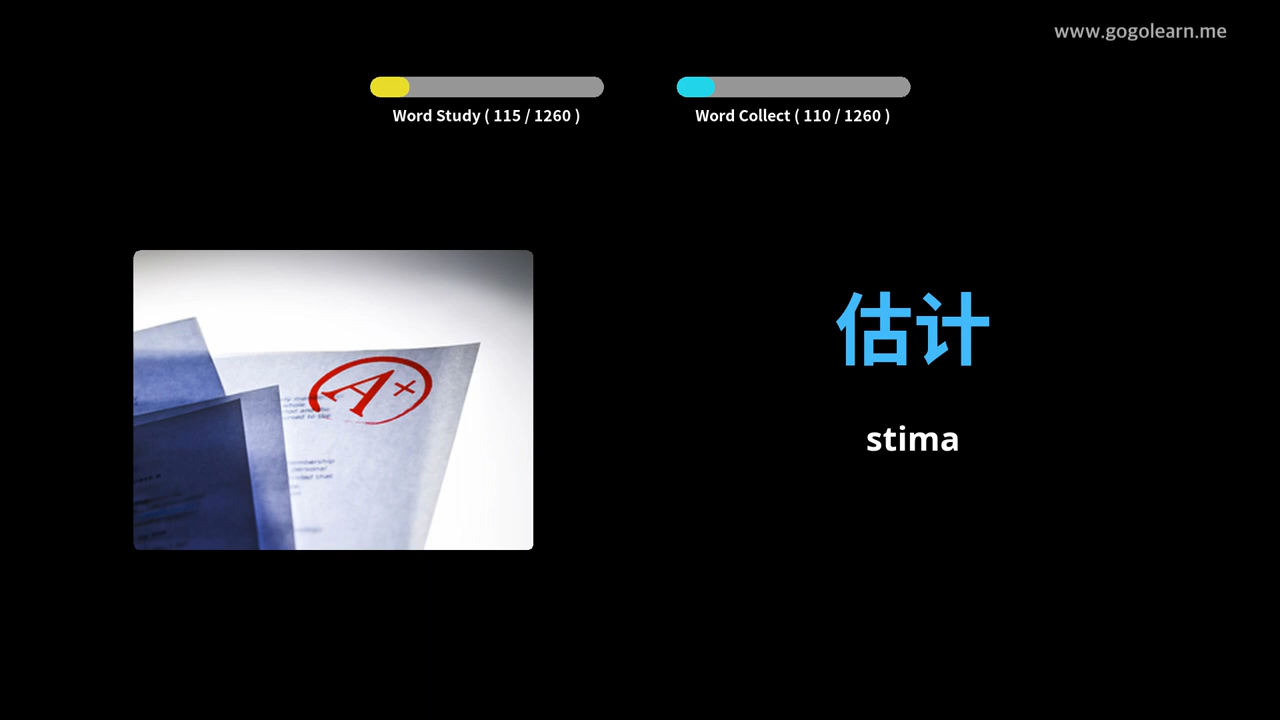 www.gogolearn.me
Word Study ( 115 / 1260 )
Word Collect ( 110 / 1260 )
A+
估计
stima